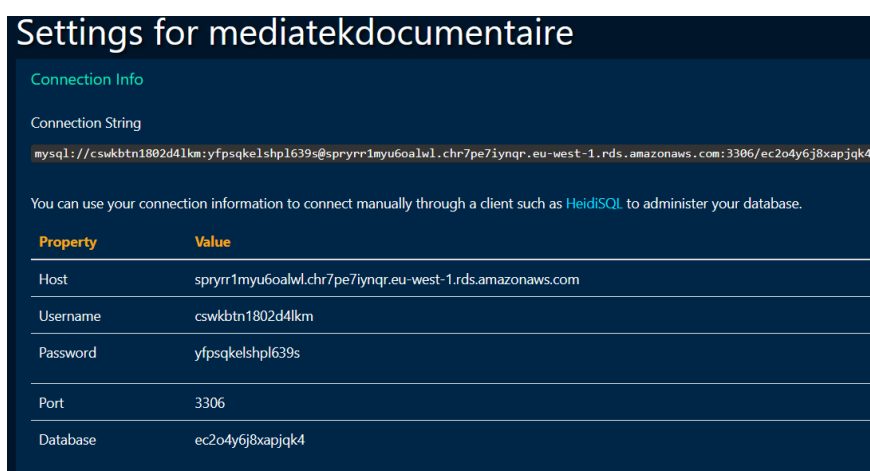 Settings for mediatekdocumentaire
Connection Info
Connection String
mysql://cswkbtn1802d4lkm:yfpsqkelshpl639s@spryrr1myu6oalwl.chr7pe7iynqr.eu-west-1.rds.amazonaws.com:3306/ec2o4y6j8xapjqk4
You can use your connection information to connect manually through a client such as HeidiSQL to administer your database.
Property Value
Host spryrr1myu6oalwl.chr7pe7iynqr.eu-west-1.rds.amazonaws.com
Username cswkbtn1802d4lkm
Password yfpsqkelshpl639s
Port 3306
Database ec2o4y6j8xapjqk4